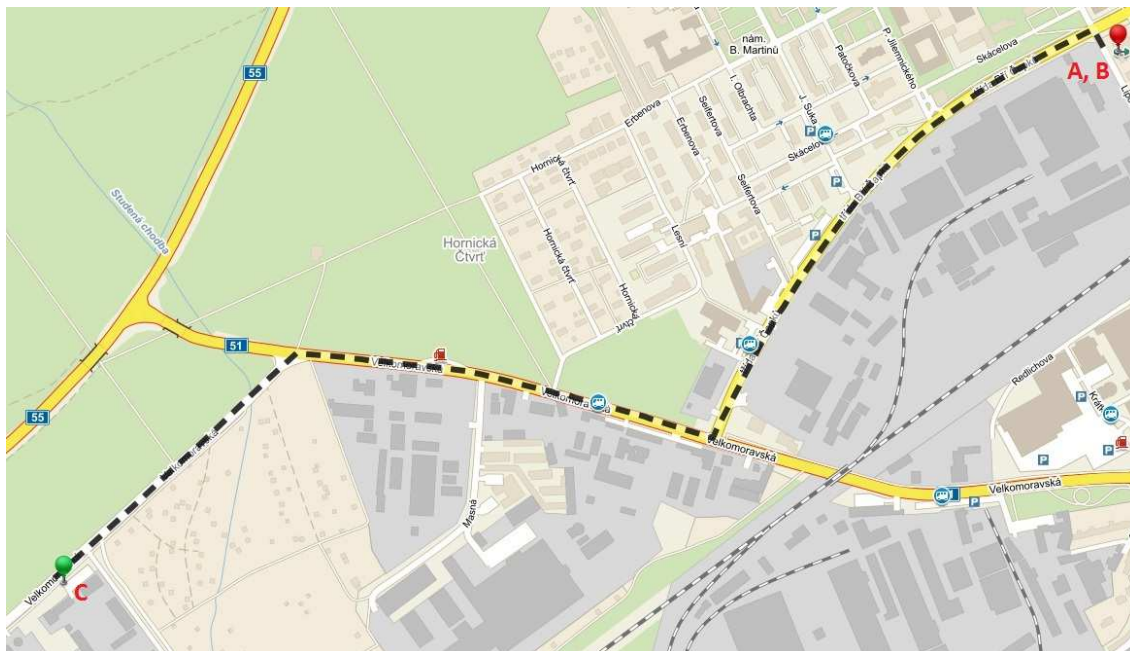 55
nám.
B. Martinů
Patočkova
P. Jilemnického
Skácelova
A, B
I. Olbrachta
J. Suka
P
Erbenova
Seifertova
Erbenova
Skácelova
Hornická čtvrť
P
Studená chodba
Seifertova
Lesní
P
Hornická
Čtvrť
Hornická čtvrť
Hornická
čtvrť
51
Velkomoravská
Redlichova
P
Krátká
55
Velkomoravská
P
P
Velkomoravská
Velkomoravská
P
Masná
C